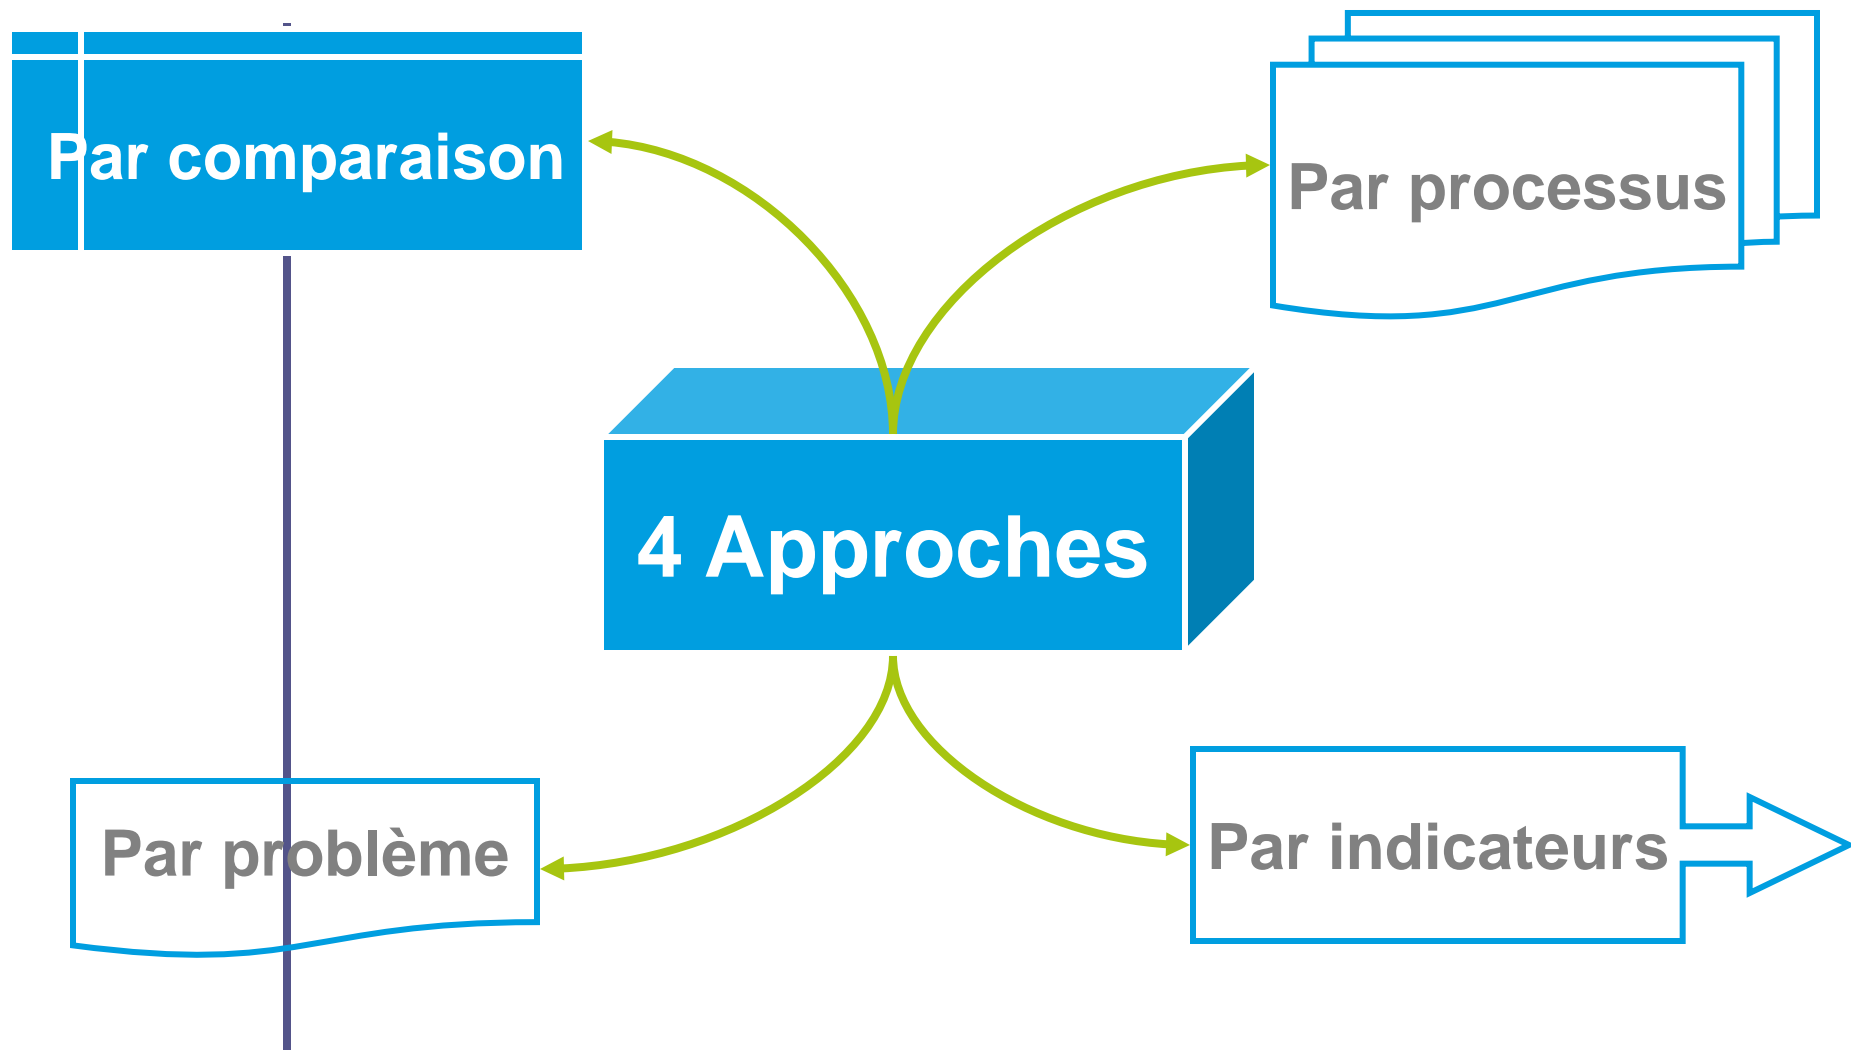 Par comparaison
Par processus
4 Approches
Par problème
Par indicateurs